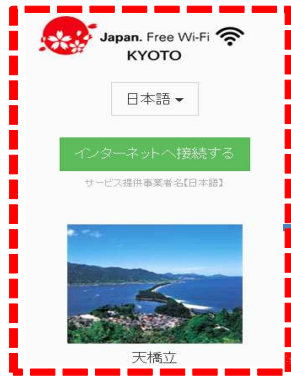 Japan. Free Wi-Fi
KYOTO
日本語
インターネットへ接続する
サービス提供事業者名【日本語】
天橋立